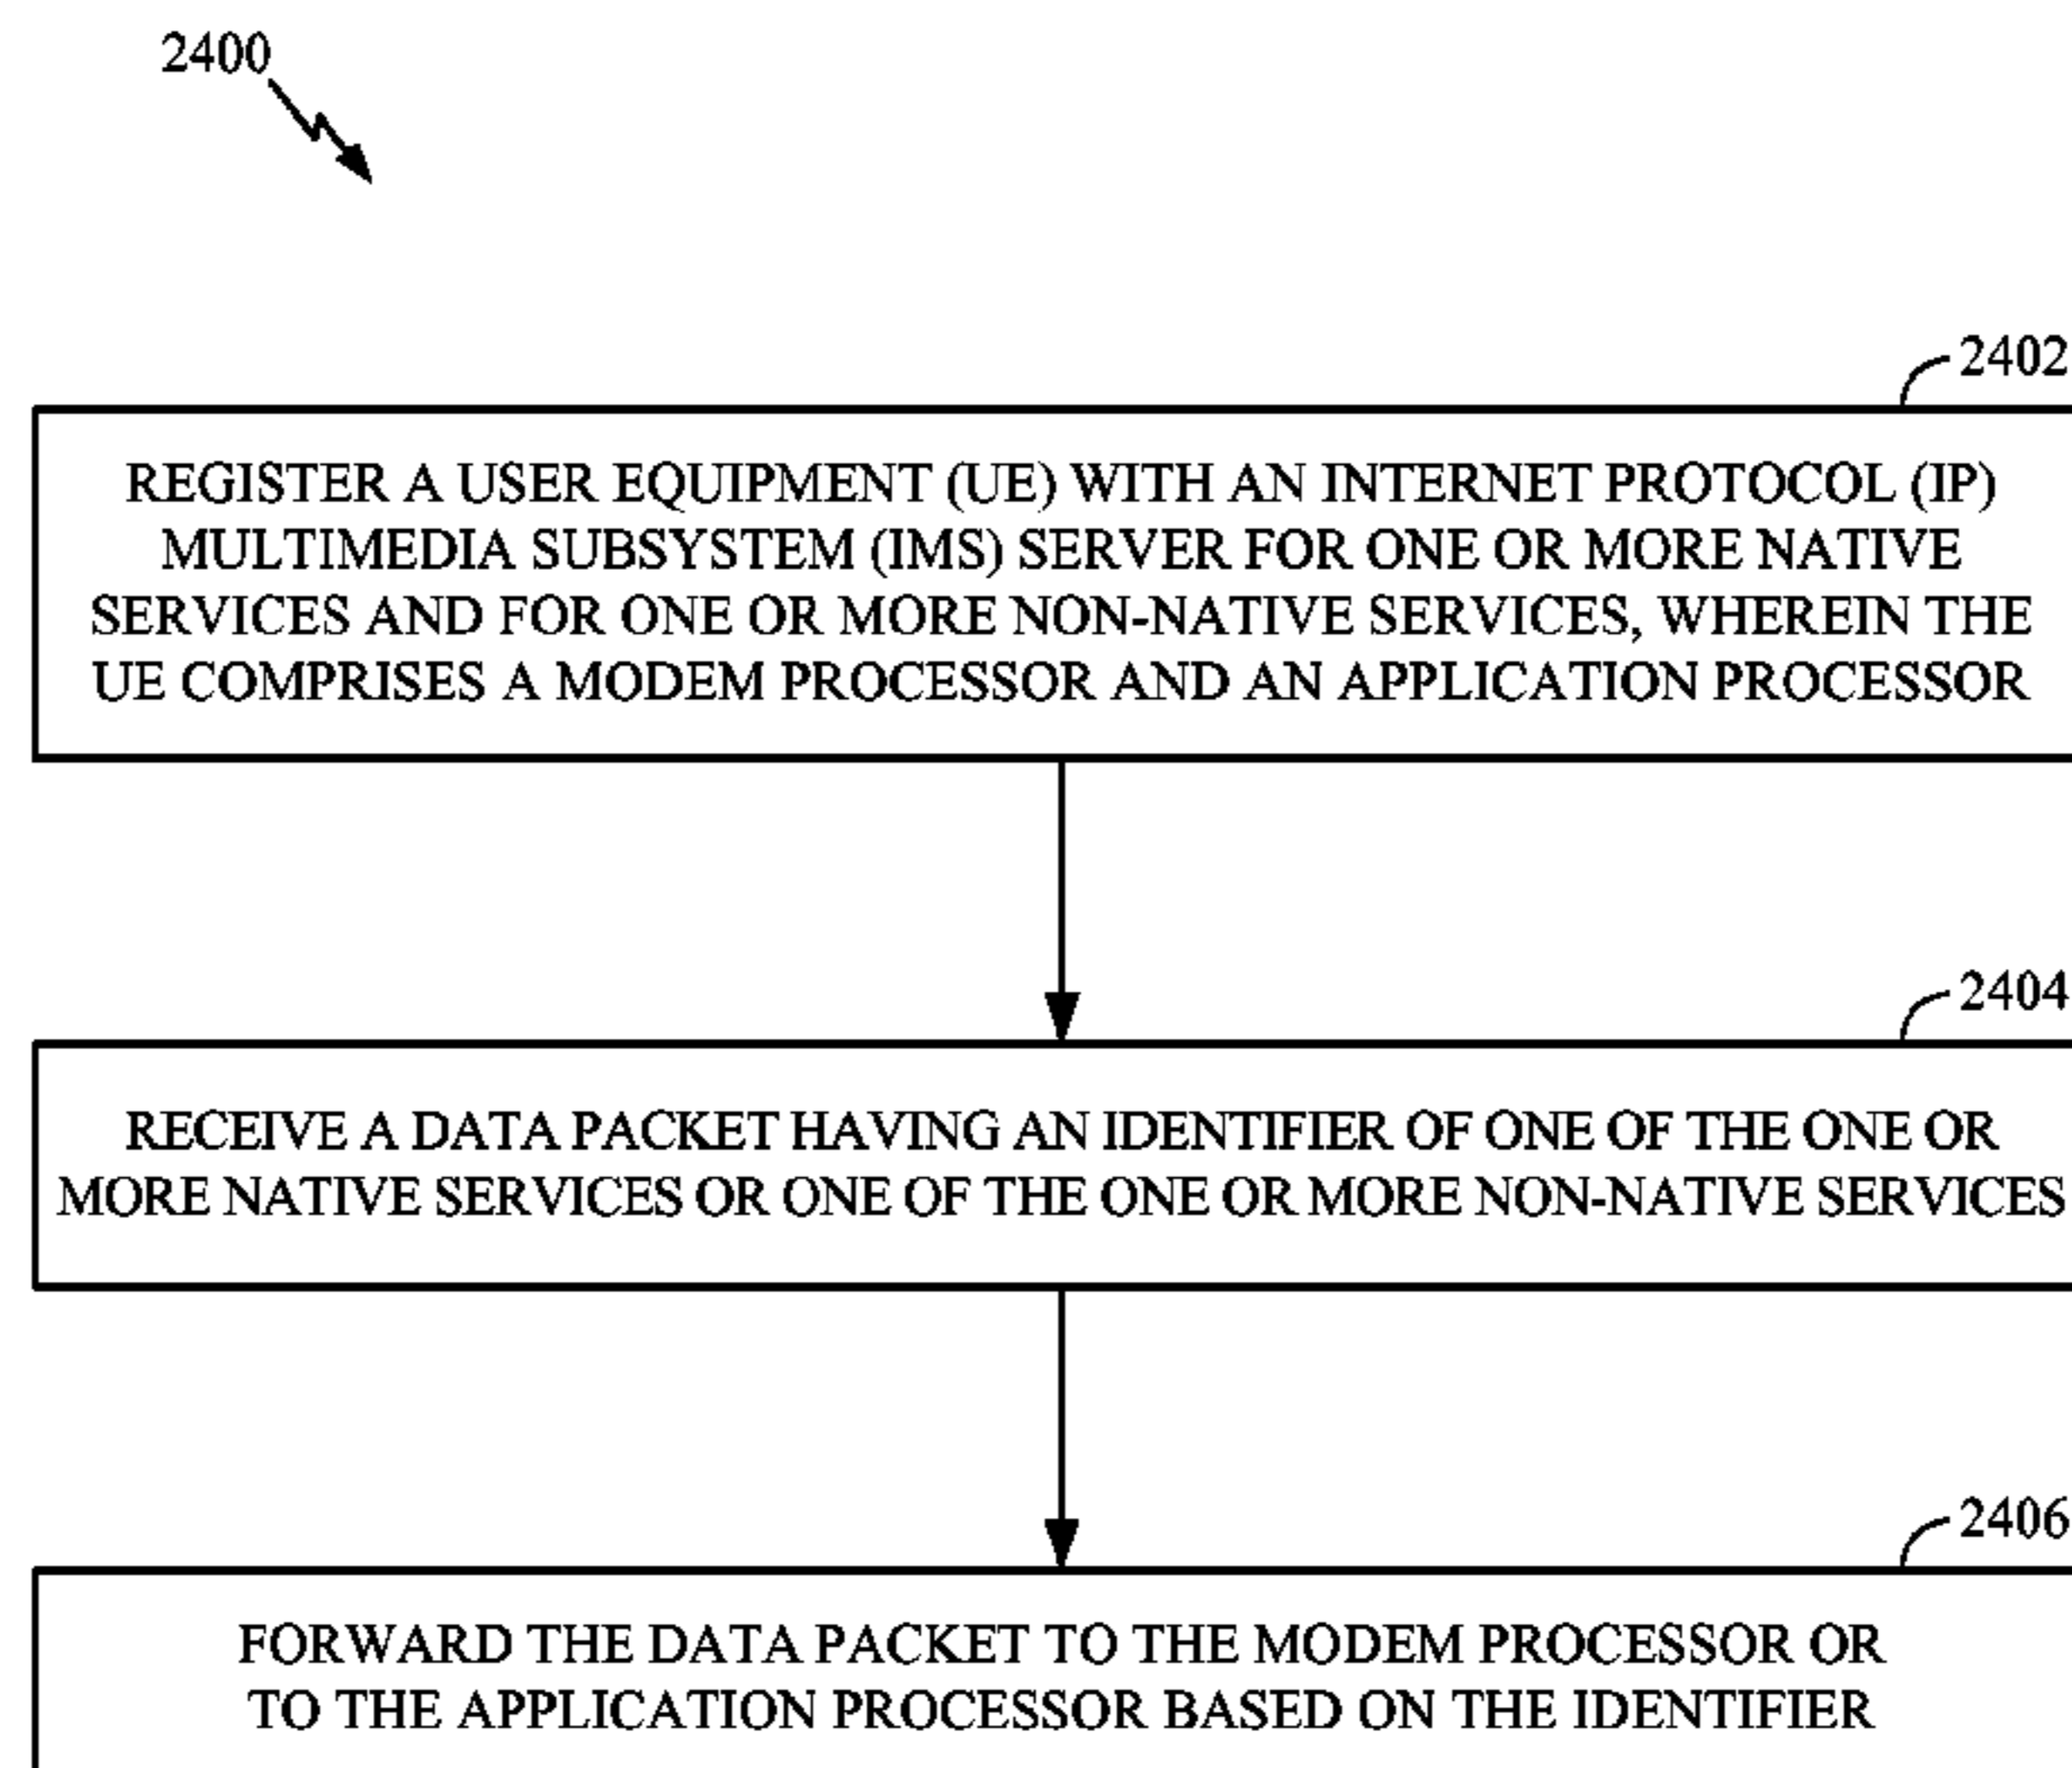 2400
2402
REGISTER A USER EQUIPMENT (UE) WITH AN INTERNET PROTOCOL (IP)
MULTIMEDIA SUBSYSTEM (IMS) SERVER FOR ONE OR MORE NATIVE
SERVICES AND FOR ONE OR MORE NON-NATIVE SERVICES, WHEREIN THE
UE COMPRISES A MODEM PROCESSOR AND AN APPLICATION PROCESSOR
2404
RECEIVE A DATA PACKET HAVING AN IDENTIFIER OF ONE OF THE ONE OR
MORE NATIVE SERVICES OR ONE OF THE ONE OR MORE NON-NATIVE SERVICES
2406
FORWARD THE DATA PACKET TO THE MODEM PROCESSOR OR
TO THE APPLICATION PROCESSOR BASED ON THE IDENTIFIER